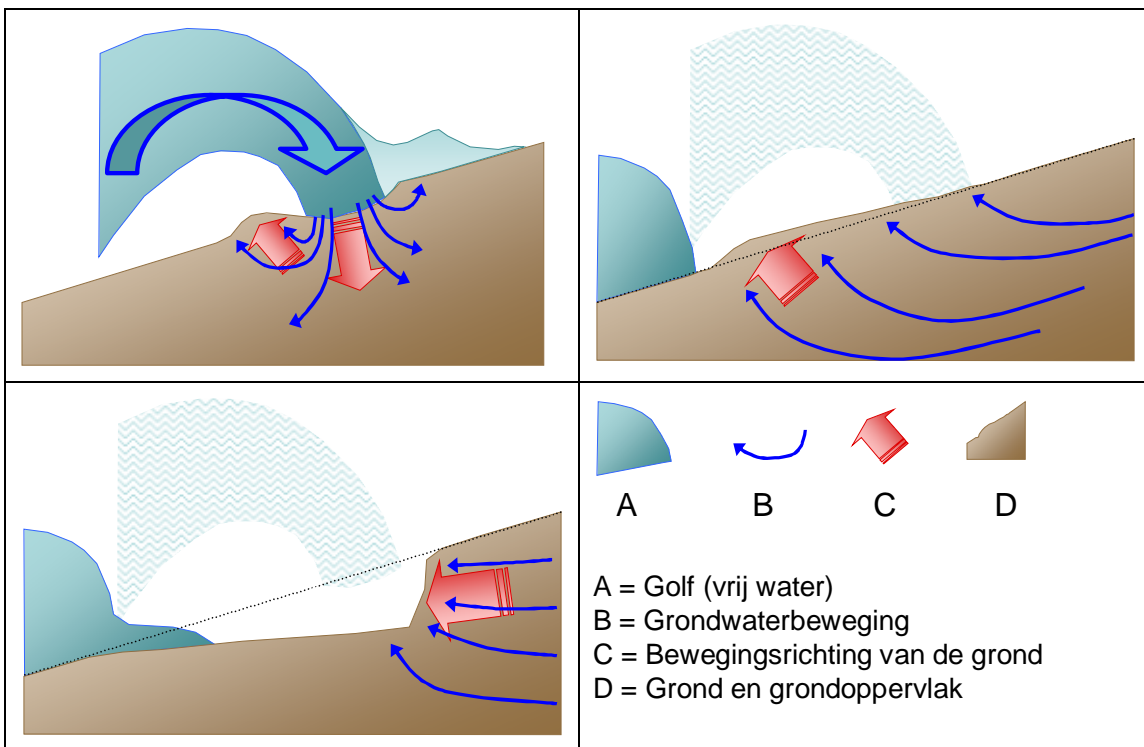 A B C D
A = Golf (vrij water)
B = Grondwaterbeweging
C = Bewegingsrichting van de grond
D = Grond en grondoppervlak